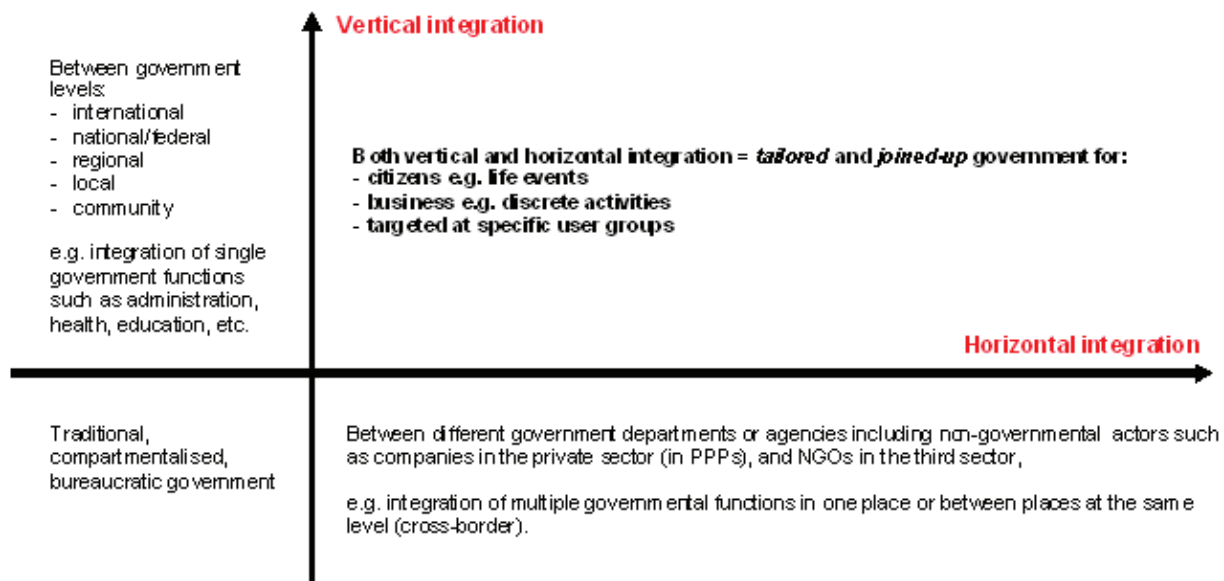 Vertical integration
Between government
levels:
- international
- national/federal
- regional
- local
- community
e.g. integration of single
government functions
such as administration,
health, education, etc.
Both vertical and horizontal integration = tailored and joined-up government for:
- citizens e.g. life events
- business e.g. discrete activities
- targeted at specific user groups
Horizontal integration
Traditional,
compartmentalised,
bureaucratic government
Between different government departments or agencies including non-governmental actors such
as companies in the private sector (in PPPs), and NGOs in the third sector,
e.g. integration of multiple governmental functions in one place or between places at the same
level (cross-border).